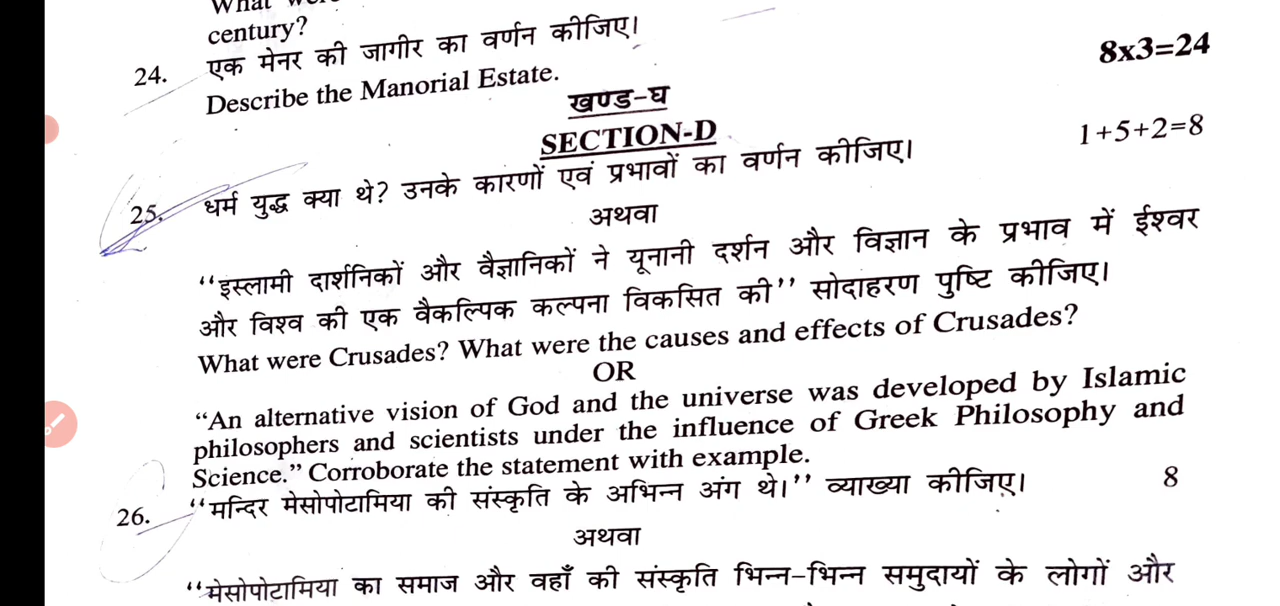 century?
24. एक मेनर की जागीर का वर्णन कीजिए।
Describe the Manorial Estate.
8x3=24
खण्ड-घ
SECTION-D
1+5+2=8
25. धर्म युद्ध क्या थे? उनके कारणों एवं प्रभावों का वर्णन कीजिए।
अथवा
“इस्लामी दार्शनिकों और वैज्ञानिकों ने यूनानी दर्शन और विज्ञान के प्रभाव में ईश्वर
और विश्व की एक वैकल्पिक कल्पना विकसित की” सोदाहरण पुष्टि कीजिए।
What were Crusades? What were the causes and effects of Crusades?
OR
“An alternative vision of God and the universe was developed by Islamic
philosophers and scientists under the influence of Greek Philosophy and
Science.” Corroborate the statement with example.
26. “मन्दिर मेसोपोटामिया की संस्कृति के अभिन्न अंग थे।” व्याख्या कीजिए। 8
अथवा
“मेसोपोटामिया का समाज और वहाँ की संस्कृति भिन्न-भिन्न समुदायों के लोगों और